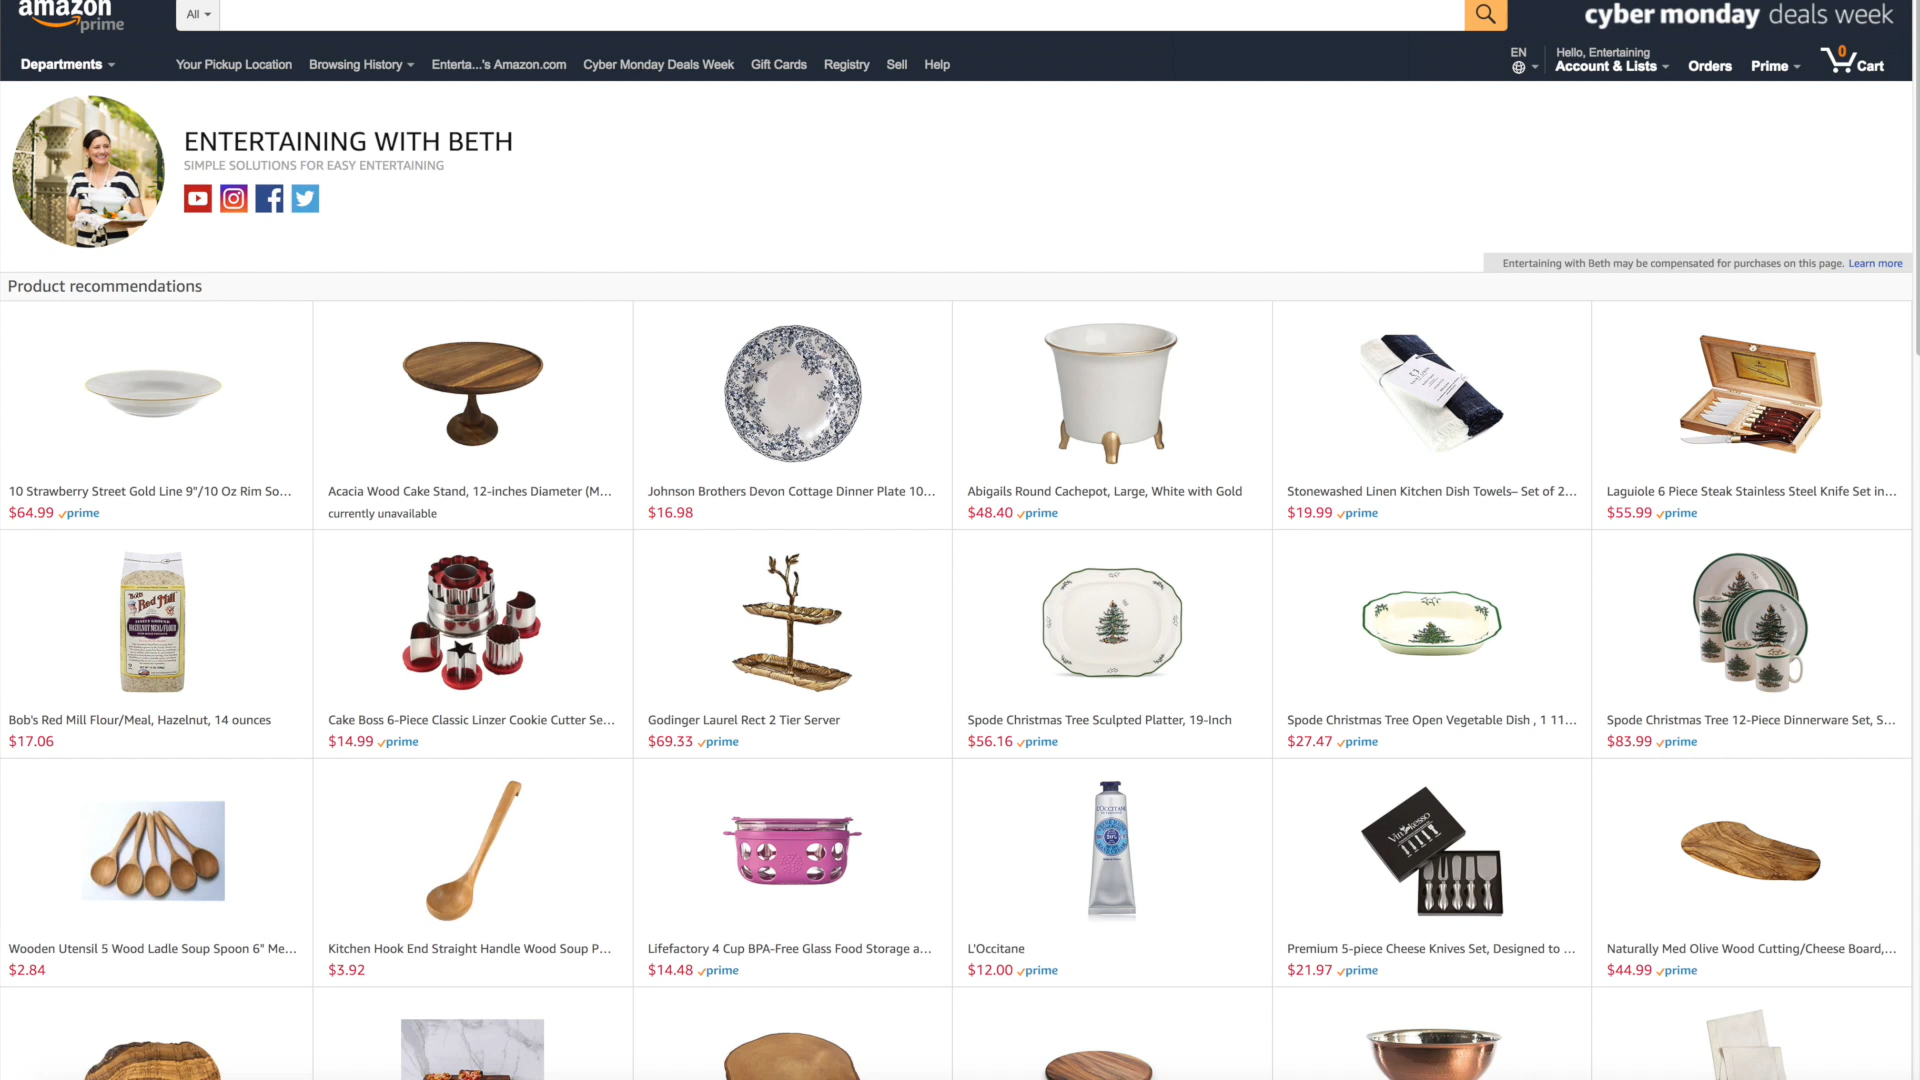 amazon
prime
All
cyber monday deals week
Departments
Your Pickup Location
Browsing History
Enterta...'s Amazon.com
Cyber Monday Deals Week
Gift Cards
Registry
Sell
Help
EN
Hello, Entertaining
Account & Lists
Orders
Prime
0
Cart
ENTERTAINING WITH BETH
SIMPLE SOLUTIONS FOR EASY ENTERTAINING
Entertaining with Beth may be compensated for purchases on this page. Learn more
Product recommendations
10 Strawberry Street Gold Line 9"/10 Oz Rim So...
$64.99 prime
Acacia Wood Cake Stand, 12-inches Diameter (M...
currently unavailable
Johnson Brothers Devon Cottage Dinner Plate 10...
$16.98
Abigails Round Cachepot, Large, White with Gold
$48.40 prime
Stonewashed Linen Kitchen Dish Towels– Set of 2...
$19.99 prime
Laguiole 6 Piece Steak Stainless Steel Knife Set in...
$55.99 prime
Bob's
Red Mill
HAZELNUT MEAL/FLOUR
Bob's Red Mill Flour/Meal, Hazelnut, 14 ounces
$17.06
Cake Boss 6-Piece Classic Linzer Cookie Cutter Se...
$14.99 prime
Godinger Laurel Rect 2 Tier Server
$69.33 prime
Spode Christmas Tree Sculpted Platter, 19-Inch
$56.16 prime
Spode Christmas Tree Open Vegetable Dish , 1 11...
$27.47 prime
Spode Christmas Tree 12-Piece Dinnerware Set, S...
$83.99 prime
Wooden Utensil 5 Wood Ladle Soup Spoon 6" Me...
$2.84
Kitchen Hook End Straight Handle Wood Soup P...
$3.92
Lifefactory 4 Cup BPA-Free Glass Food Storage a...
$14.48 prime
L'OCCITANE
L'Occitane
$12.00 prime
Premium 5-piece Cheese Knives Set, Designed to ...
$21.97 prime
Naturally Med Olive Wood Cutting/Cheese Board,...
$44.99 prime